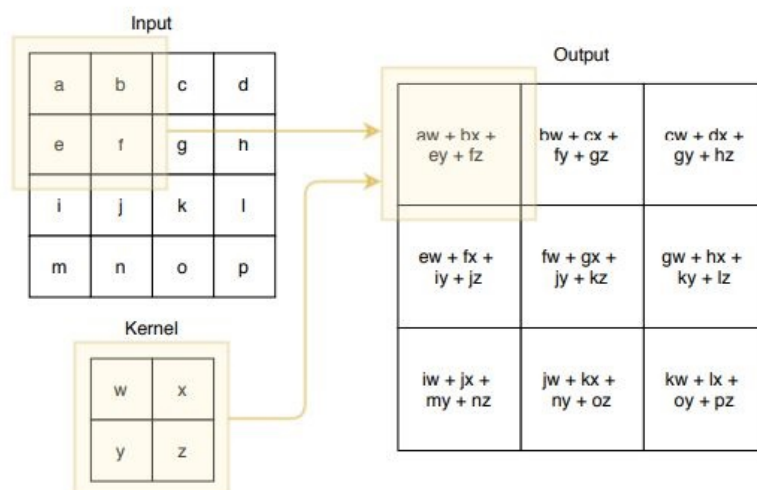 Input
a b c d
e f g h
i j k l
m n o p
Kernel
w x
y z
Output
aw + bx +
ey + fz
bw + cx +
fy + gz
cw + dx +
gy + hz
ew + fx +
iy + jz
fw + gx +
jy + kz
gw + hx +
ky + lz
iw + jx +
my + nz
jw + kx +
ny + oz
kw + lx +
oy + pz